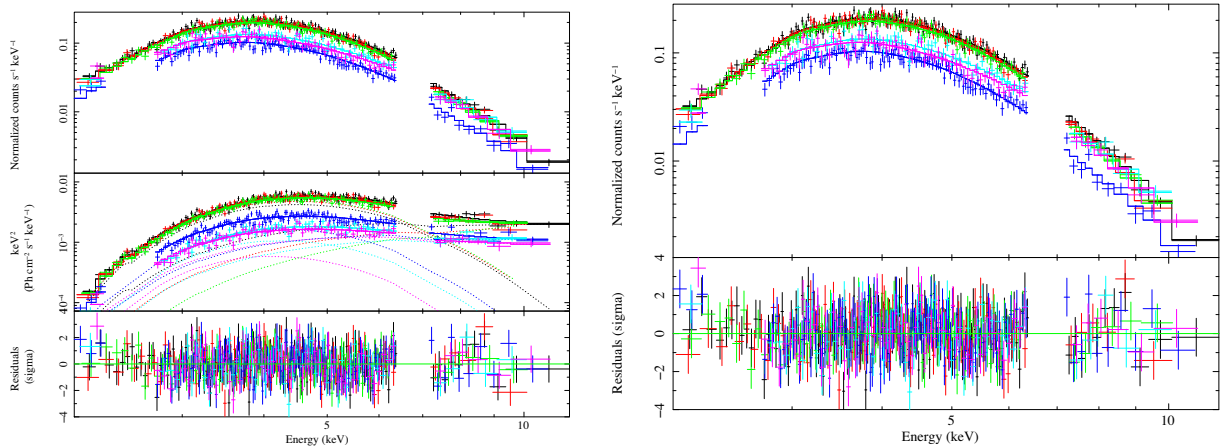 Normalized counts s⁻¹ keV⁻¹
0.1
0.01
keV²
(Ph cm⁻² s⁻¹ keV⁻¹)
0.01
10⁻³
10⁻⁴
Residuals
(sigma)
4
2
0
−2
−4
5
10
Energy (keV)
Normalized counts s⁻¹ keV⁻¹
0.1
0.01
Residuals (sigma)
4
2
0
−2
−4
5
10
Energy (keV)